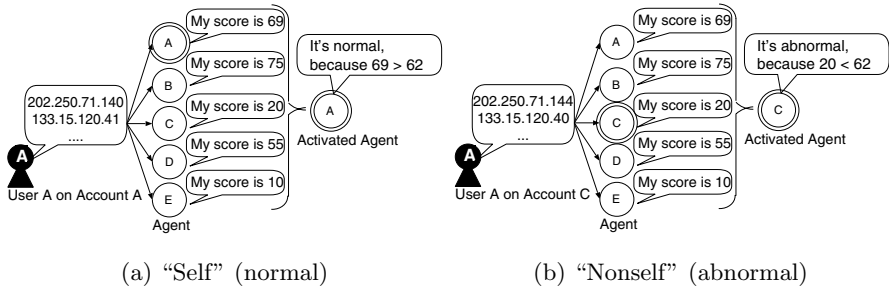 My score is 69
A
My score is 75
B
202.250.71.140
133.15.120.41
....
My score is 20
C
My score is 55
D
My score is 10
E
A
User A on Account A
Agent
It's normal,
because 69 > 62
A
Activated Agent
(a) “Self” (normal)
My score is 69
A
My score is 75
B
202.250.71.144
133.15.120.40
...
My score is 20
C
My score is 55
D
My score is 10
E
A
User A on Account C
Agent
It's abnormal,
because 20 < 62
C
Activated Agent
(b) “Nonself” (abnormal)